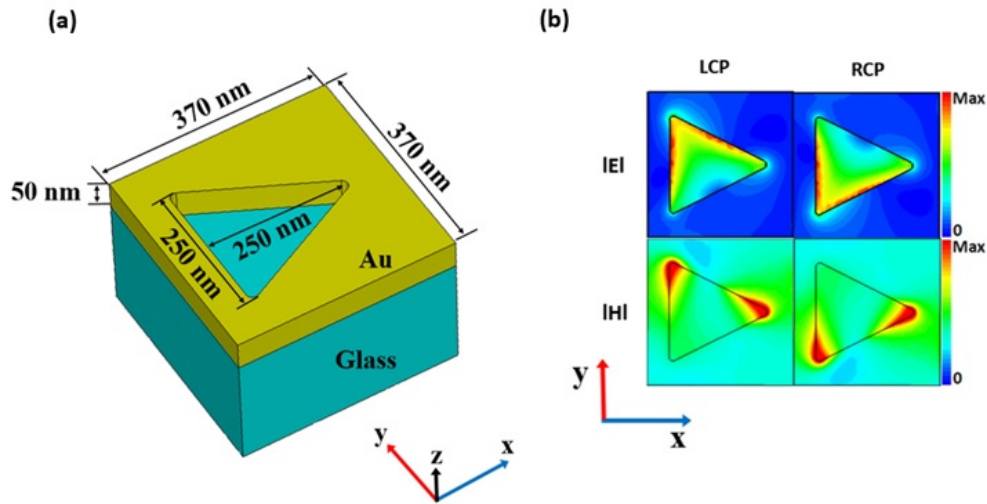 (a)
370 nm
370 nm
50 nm
250 nm
250 nm
Au
Glass
y
z
x
(b)
LCP RCP
|E|
Max
0
|H|
Max
0
y
x